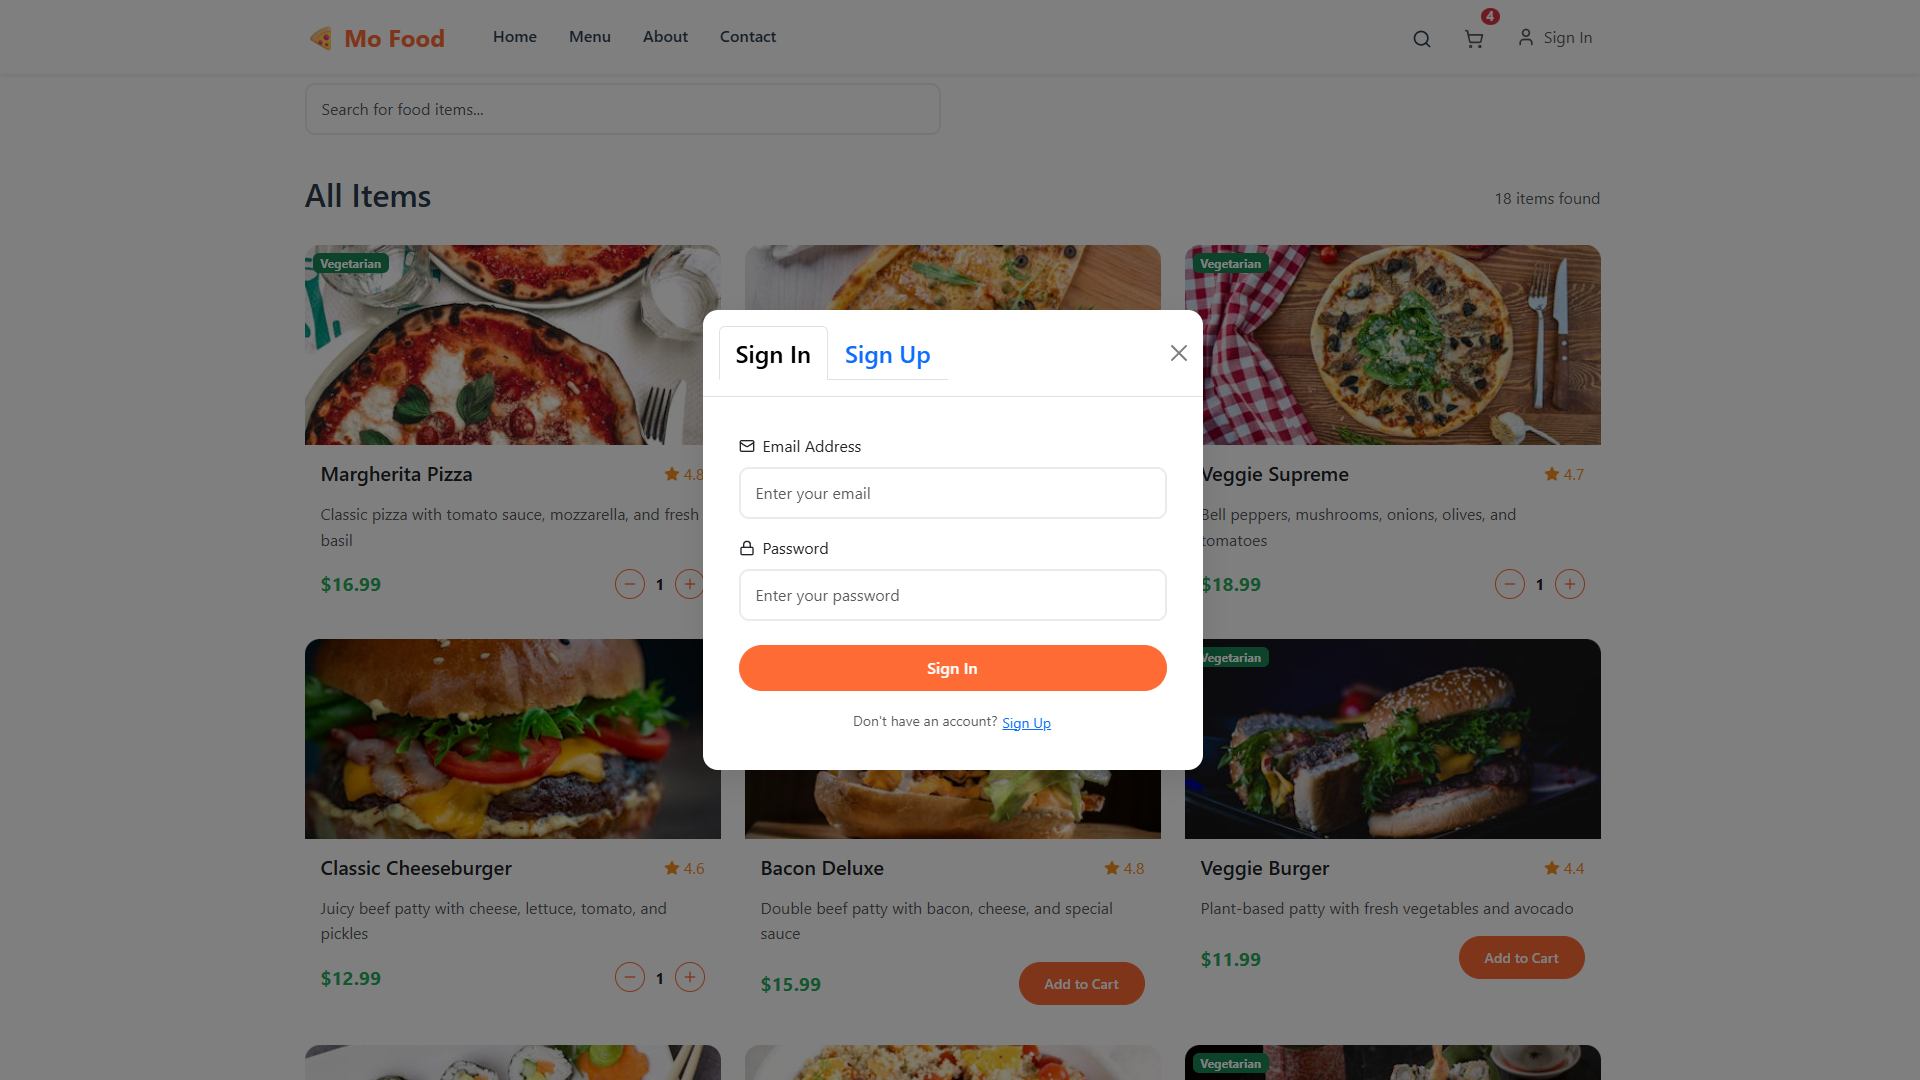 Mo Food
Home
Menu
About
Contact
4
Sign In
Search for food items...
All Items
18 items found
Vegetarian
Vegetarian
Sign In
Sign Up
Email Address
Enter your email
Password
Enter your password
Sign In
Don't have an account? Sign Up
Margherita Pizza
4.8
Classic pizza with tomato sauce, mozzarella, and fresh
basil
$16.99
1
Veggie Supreme
4.7
Bell peppers, mushrooms, onions, olives, and
tomatoes
$18.99
1
Vegetarian
Classic Cheeseburger
4.6
Juicy beef patty with cheese, lettuce, tomato, and
pickles
$12.99
1
Bacon Deluxe
4.8
Double beef patty with bacon, cheese, and special
sauce
$15.99
Add to Cart
Veggie Burger
4.4
Plant-based patty with fresh vegetables and avocado
$11.99
Add to Cart
Vegetarian